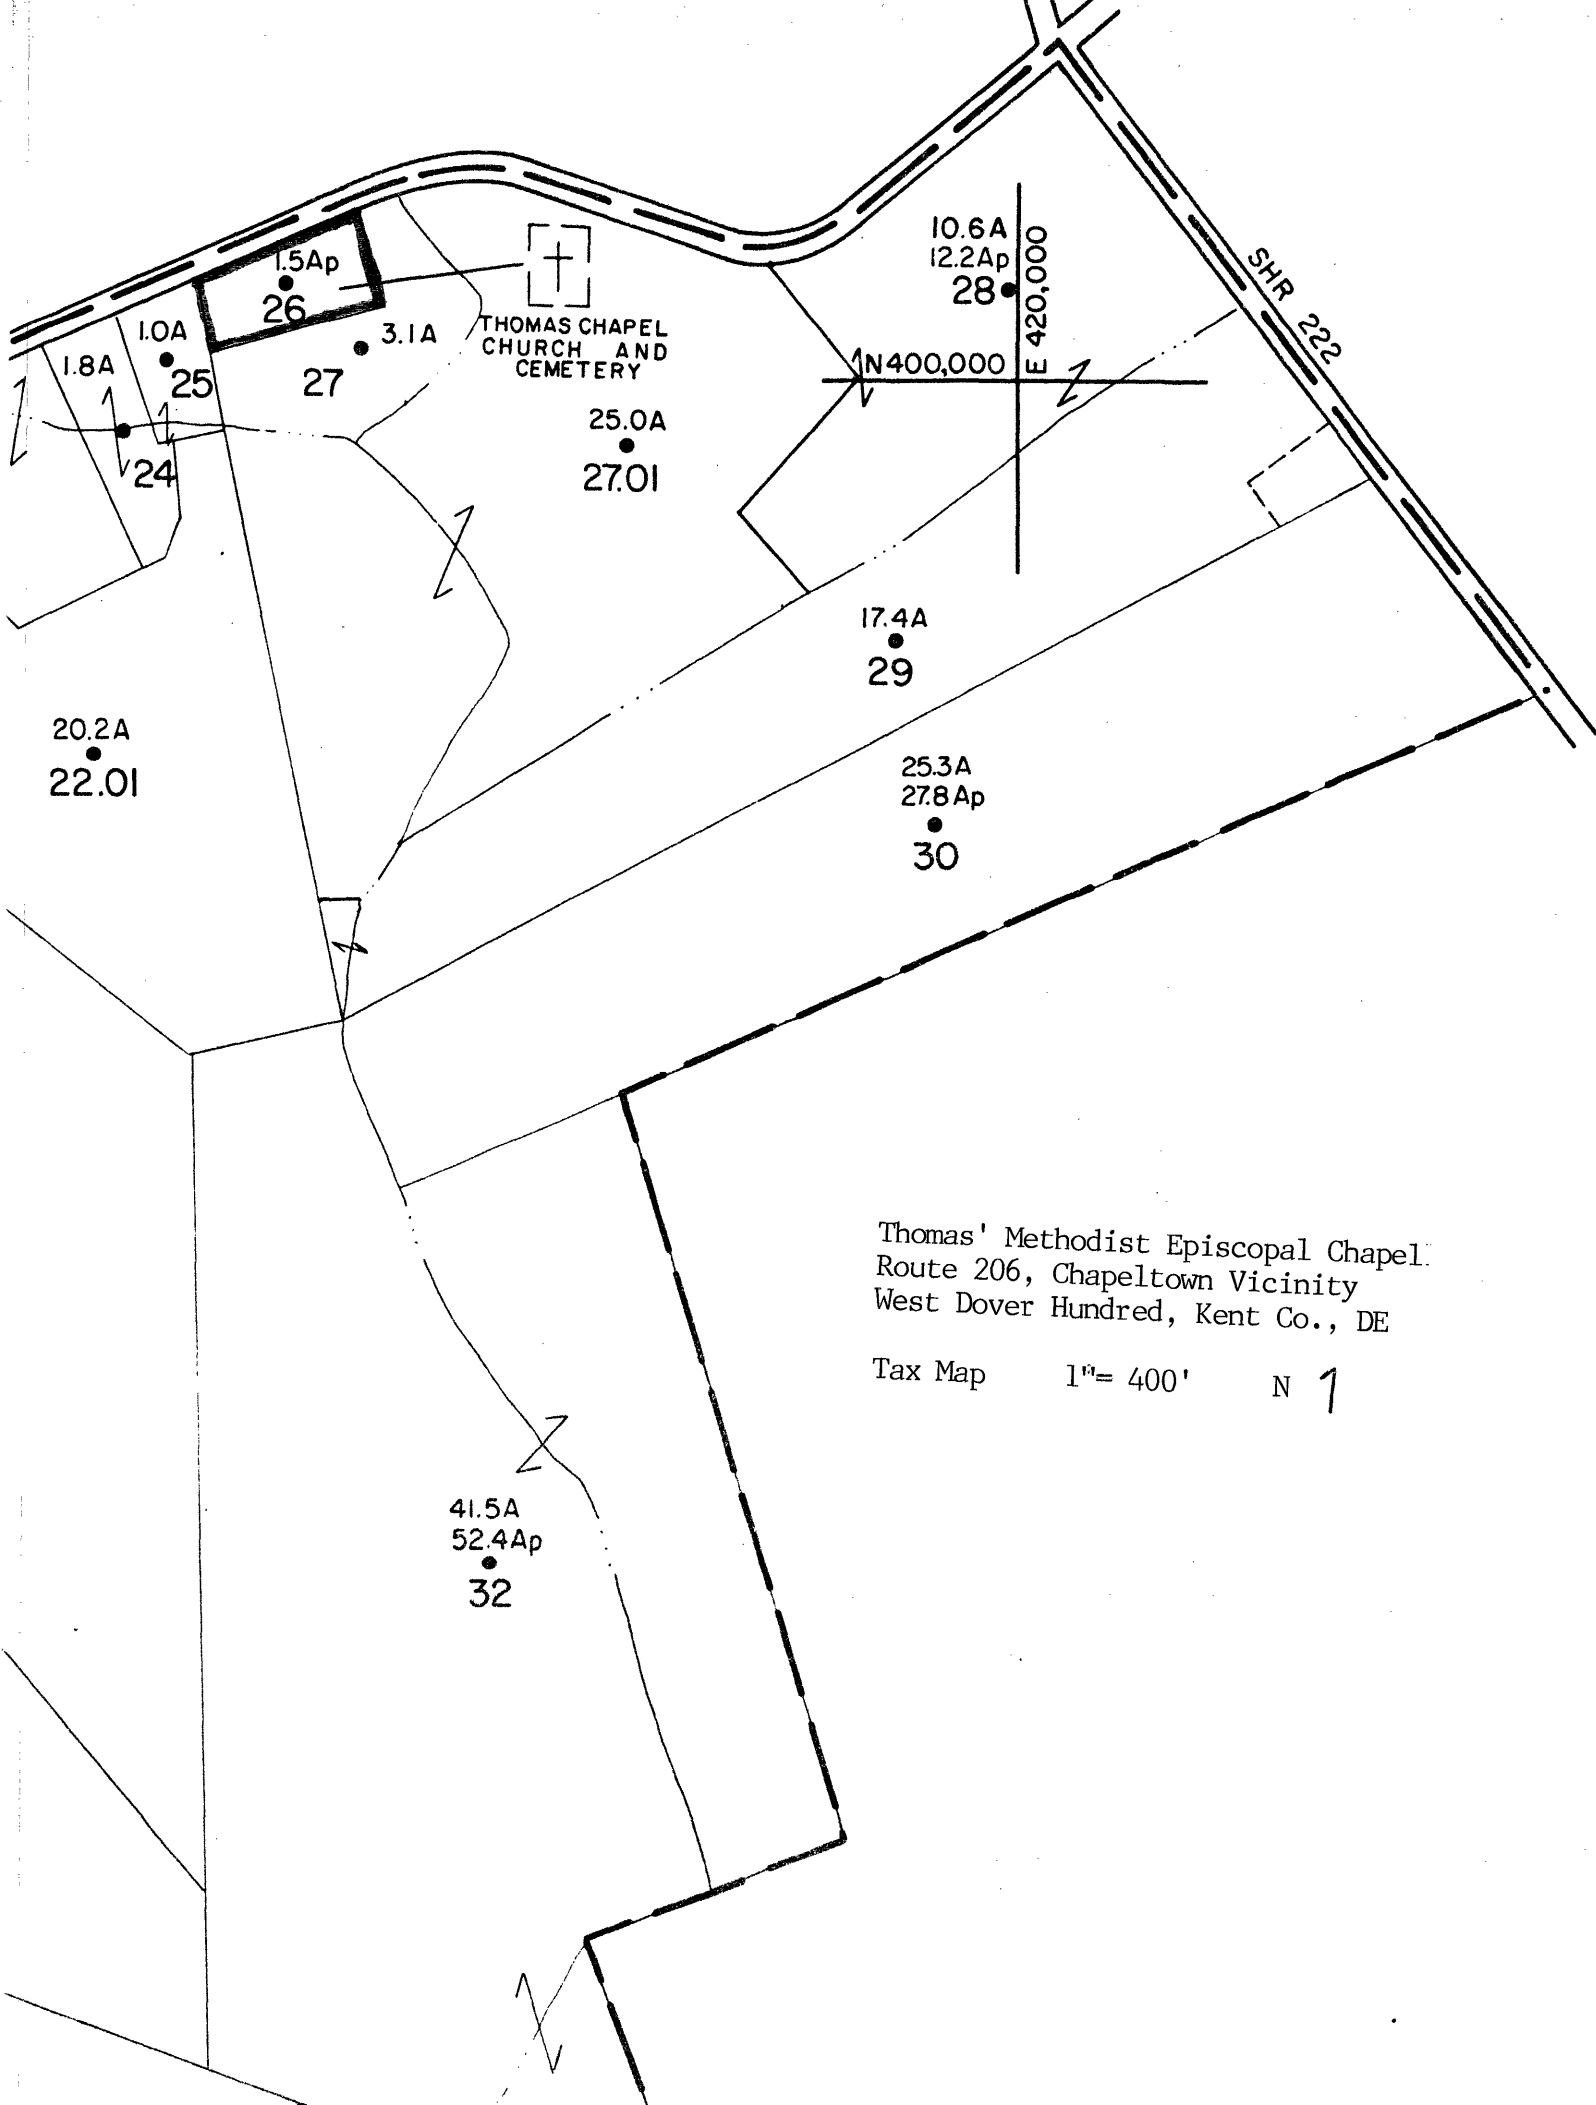 10.6A
12.2Ap
28
E 420,000
N400,000
SHR 222
1.5Ap
26
THOMAS CHAPEL
CHURCH AND
CEMETERY
1.0A
25
3.1A
27
1.8A
24
25.0A
27.01
17.4A
29
20.2A
22.01
25.3A
27.8Ap
30
Thomas' Methodist Episcopal Chapel
Route 206, Chapeltown Vicinity
West Dover Hundred, Kent Co., DE
Tax Map 1"= 400' N
41.5A
52.4Ap
32